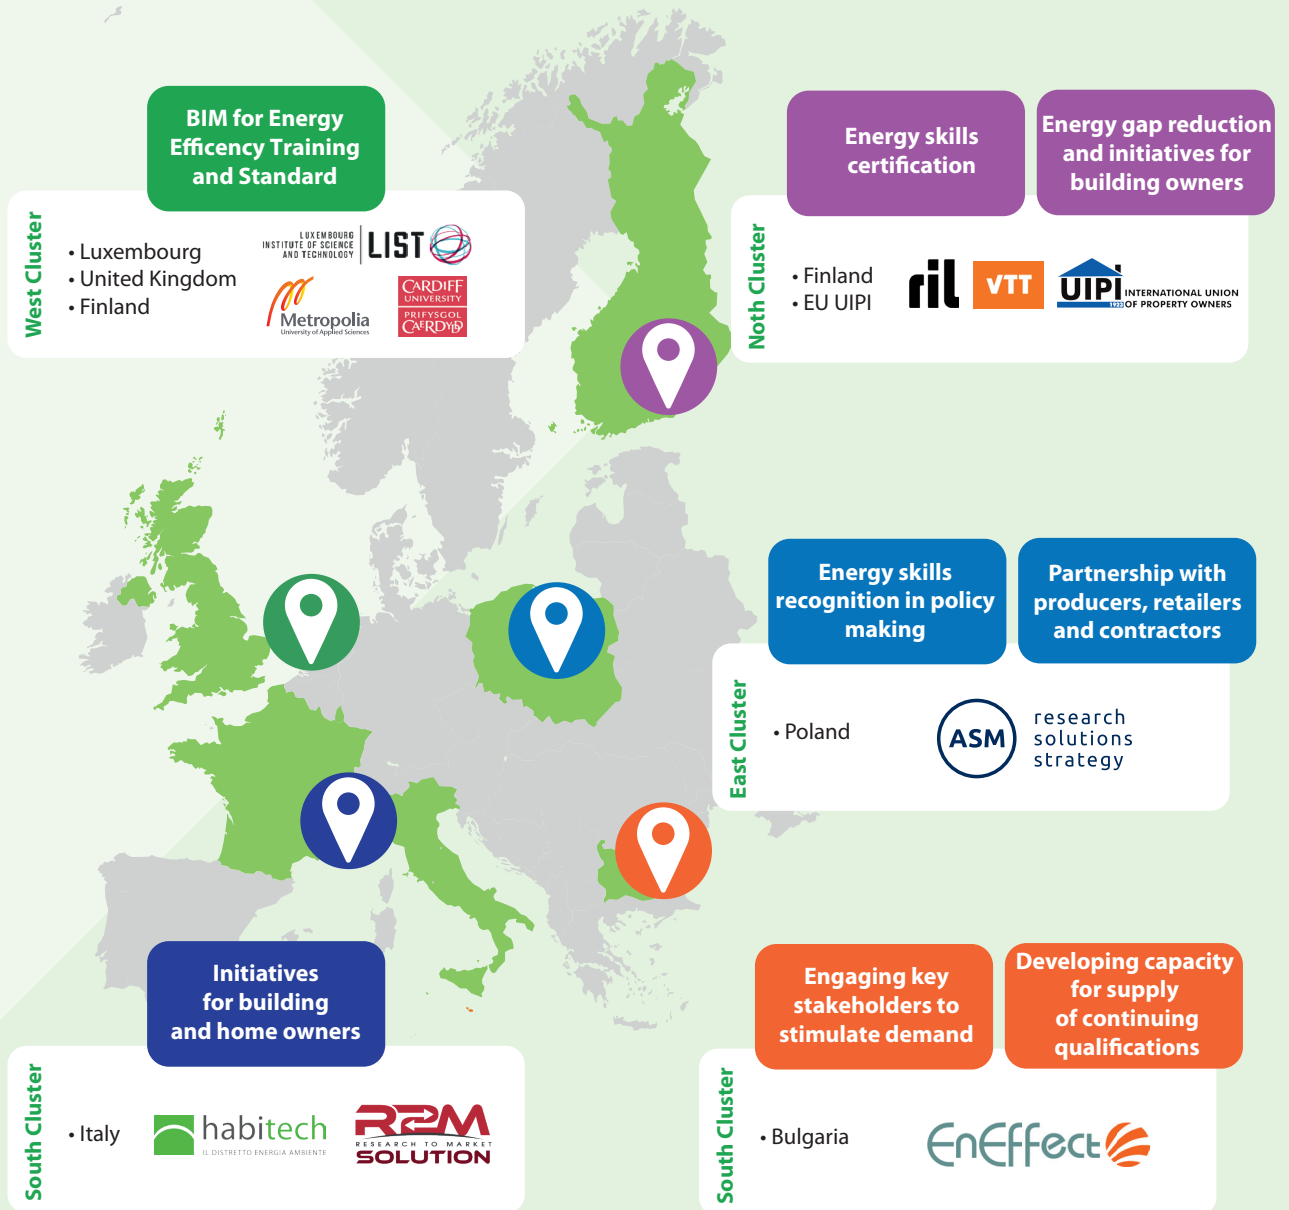 BIM for Energy
Efficency Training
and Standard
West Cluster
• Luxembourg
• United Kingdom
• Finland
LUXEMBOURG
INSTITUTE OF SCIENCE
AND TECHNOLOGY
LIST
Metropolia
University of Applied Sciences
CARDIFF
UNIVERSITY
PRIFYSGOL
CAERDYDD
Energy skills
certification
Energy gap reduction
and initiatives for
building owners
Noth Cluster
• Finland
• EU UIPI
ril
VTT
UIPI
1923
INTERNATIONAL UNION
OF PROPERTY OWNERS
Energy skills
recognition in policy
making
Partnership with
producers, retailers
and contractors
East Cluster
• Poland
ASM
research
solutions
strategy
Initiatives
for building
and home owners
South Cluster
• Italy
habitech
IL DISTRETTO ENERGIA AMBIENTE
R2M
RESEARCH TO MARKET
SOLUTION
Engaging key
stakeholders to
stimulate demand
Developing capacity
for supply
of continuing
qualifications
South Cluster
• Bulgaria
EnEffect